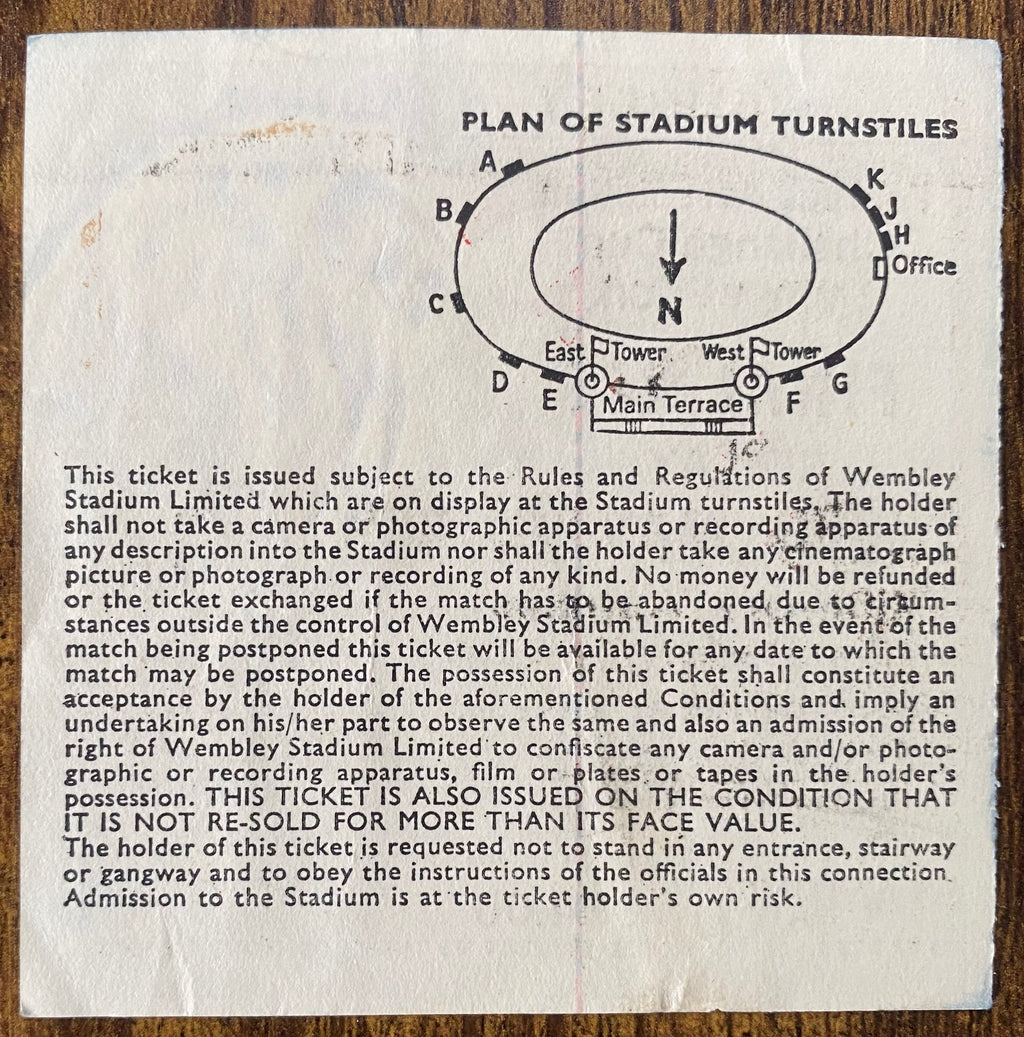 PLAN OF STADIUM TURNSTILES
A
K
B
J
H
Office
N
C
East Tower
West Tower
D
E
F
G
Main Terrace
This ticket is issued subject to the Rules and Regulations of Wembley
Stadium Limited which are on display at the Stadium turnstiles. The holder
shall not take a camera or photographic apparatus or recording apparatus of
any description into the Stadium nor shall the holder take any cinematograph
picture or photograph or recording of any kind. No money will be refunded
or the ticket exchanged if the match has to be abandoned due to circum-
stances outside the control of Wembley Stadium Limited. In the event of the
match being postponed this ticket will be available for any date to which the
match may be postponed. The possession of this ticket shall constitute an
acceptance by the holder of the aforementioned Conditions and imply an
undertaking on his/her part to observe the same and also an admission of the
right of Wembley Stadium Limited to confiscate any camera and/or photo-
graphic or recording apparatus, film or plates or tapes in the holder's
possession. THIS TICKET IS ALSO ISSUED ON THE CONDITION THAT
IT IS NOT RE-SOLD FOR MORE THAN ITS FACE VALUE.
The holder of this ticket is requested not to stand in any entrance, stairway
or gangway and to obey the instructions of the officials in this connection.
Admission to the Stadium is at the ticket holder's own risk.